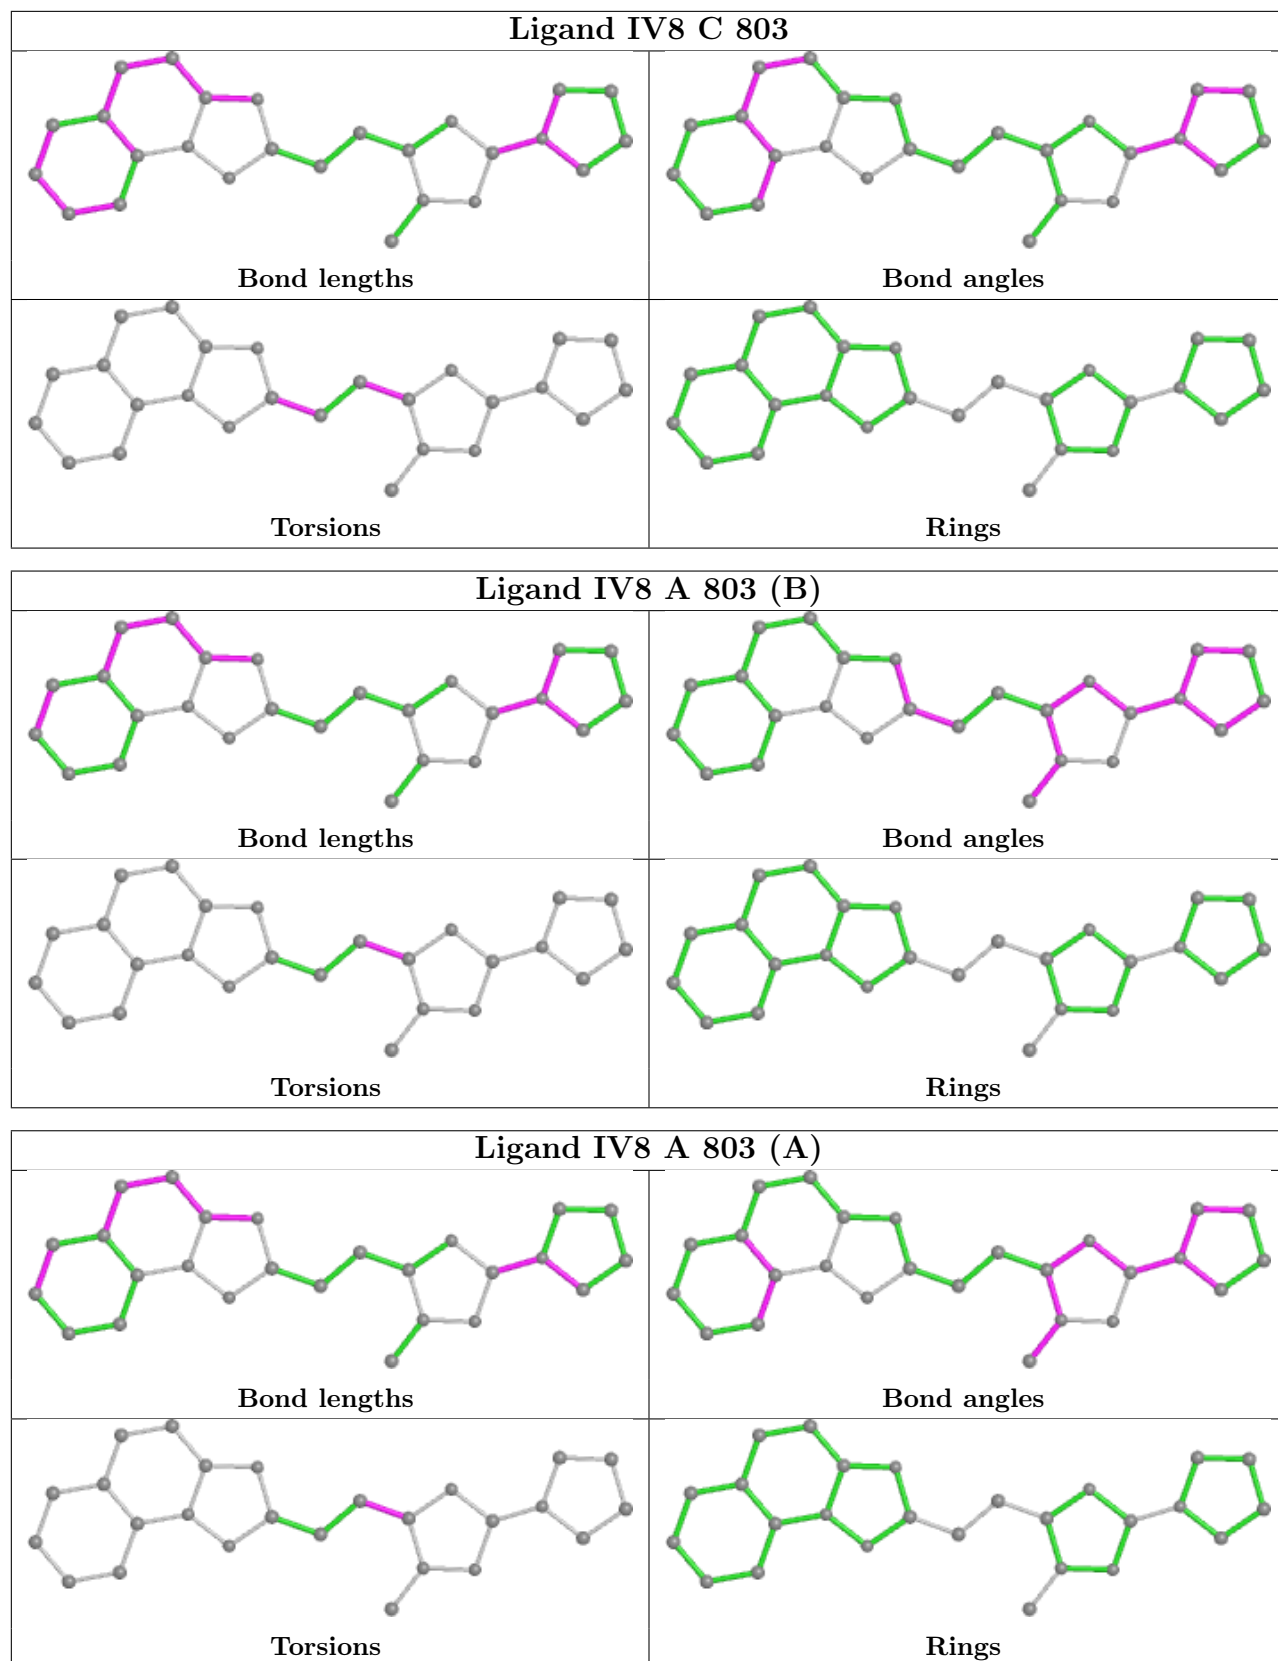 Ligand IV8 C 803
Bond lengths
Bond angles
Torsions
Rings
Ligand IV8 A 803 (B)
Bond lengths
Bond angles
Torsions
Rings
Ligand IV8 A 803 (A)
Bond lengths
Bond angles
Torsions
Rings